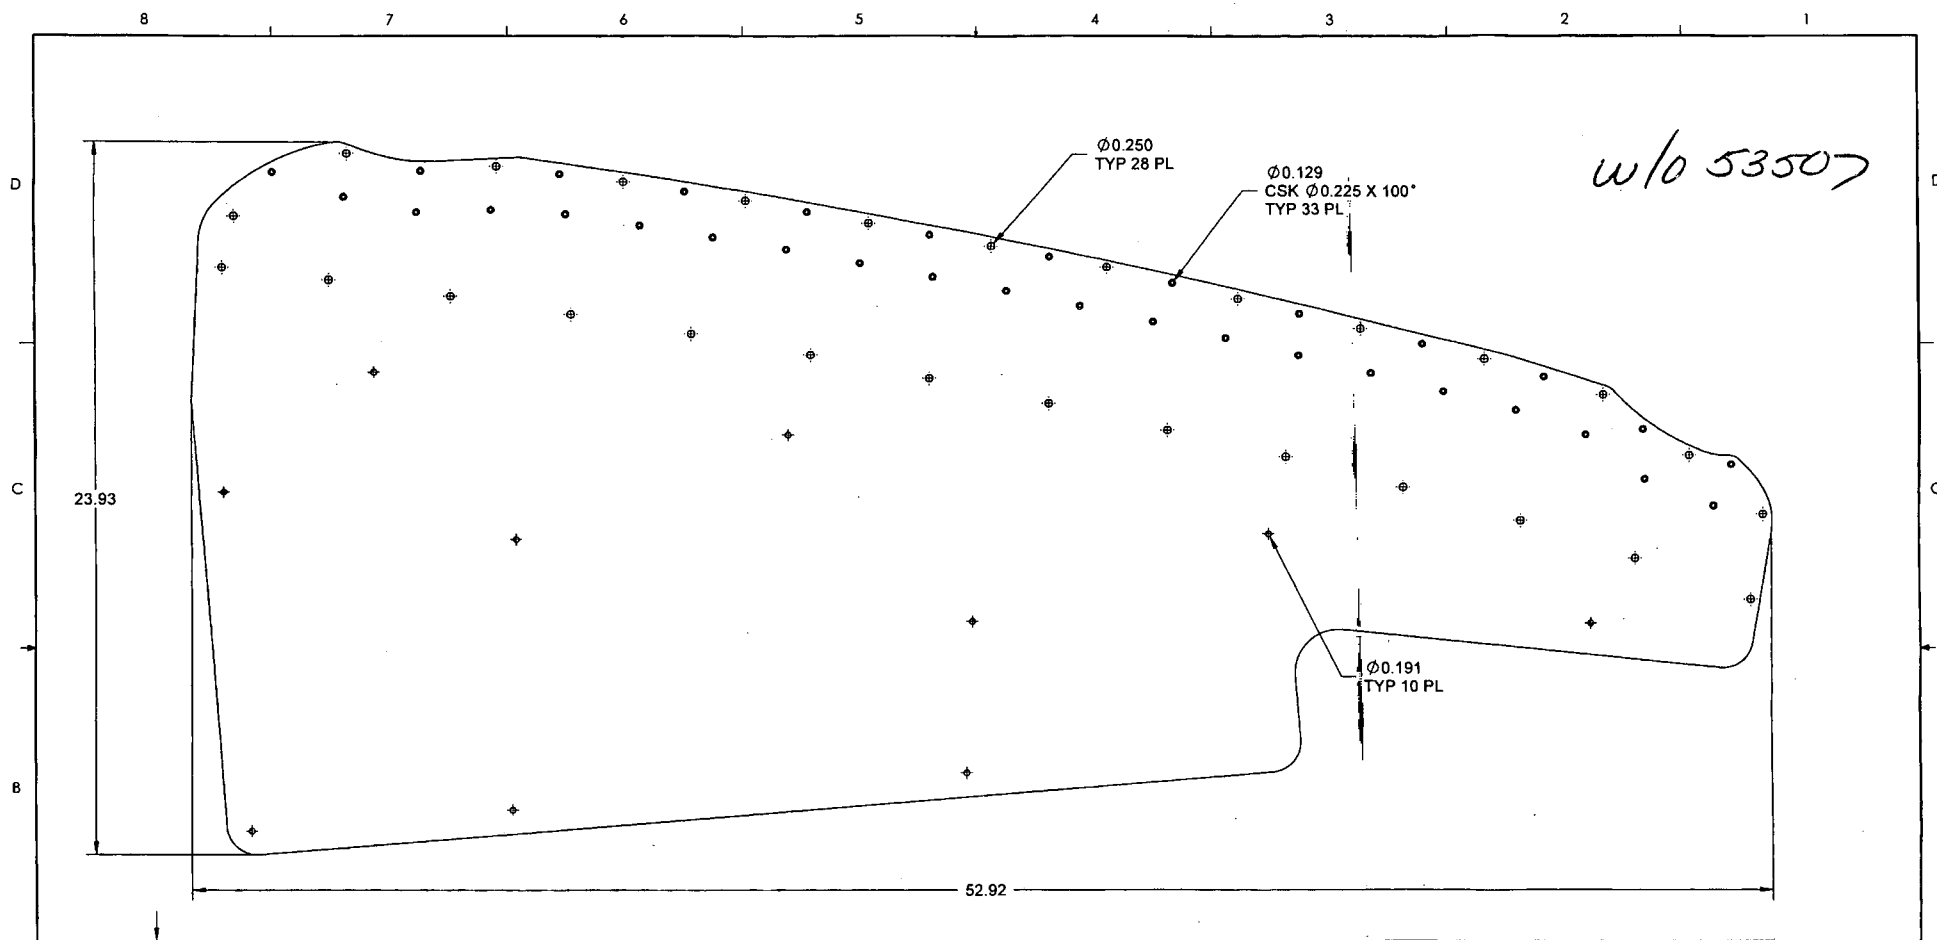 8 7 6 5 4 3 2 1
w/o 53507
Ø0.250
TYP 28 PL
Ø0.129
CSK Ø0.225 X 100°
TYP 33 PL
D
C
23.93
C
Ø0.191
TYP 10 PL
B
52.92